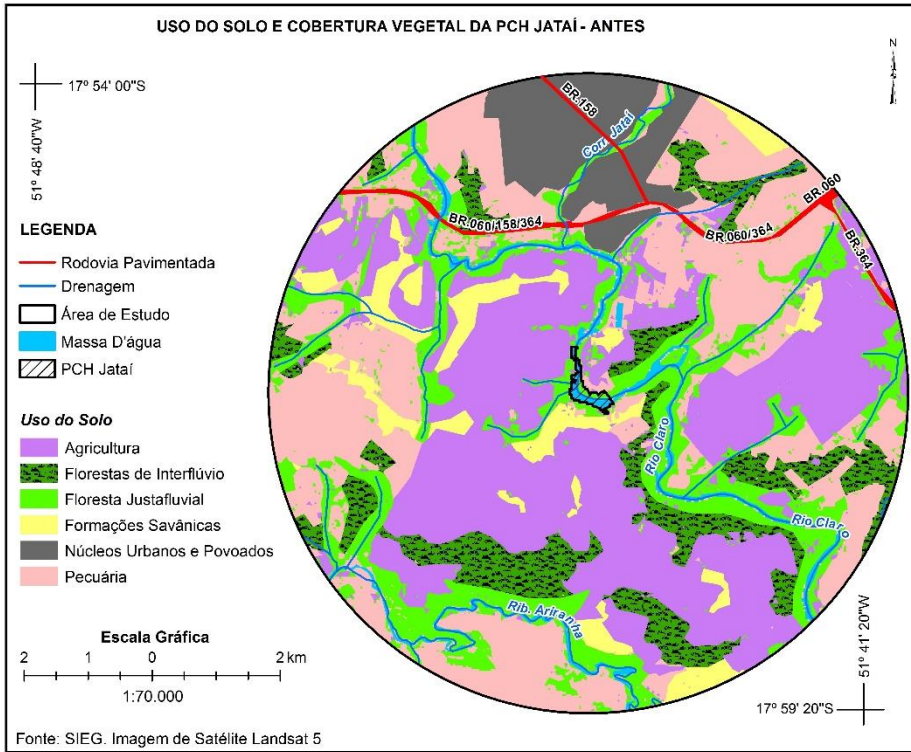 USO DO SOLO E COBERTURA VEGETAL DA PCH JATAÍ - ANTES
N
17º 54' 00"S
51º 48' 40"W
BR.158
Corr. Jataí
BR.060/158/364
BR.060/364
BR.060
BR.364
Rio Claro
Rio Claro
Rib. Ariranha
LEGENDA
Rodovia Pavimentada
Drenagem
Área de Estudo
Massa D'água
PCH Jataí
Uso do Solo
Agricultura
Florestas de Interflúvio
Floresta Justafluvial
Formações Savânicas
Núcleos Urbanos e Povoados
Pecuária
Escala Gráfica
2 1 0 2 km
1:70.000
51º 41' 20"W
17º 59' 20"S
Fonte: SIEG. Imagem de Satélite Landsat 5